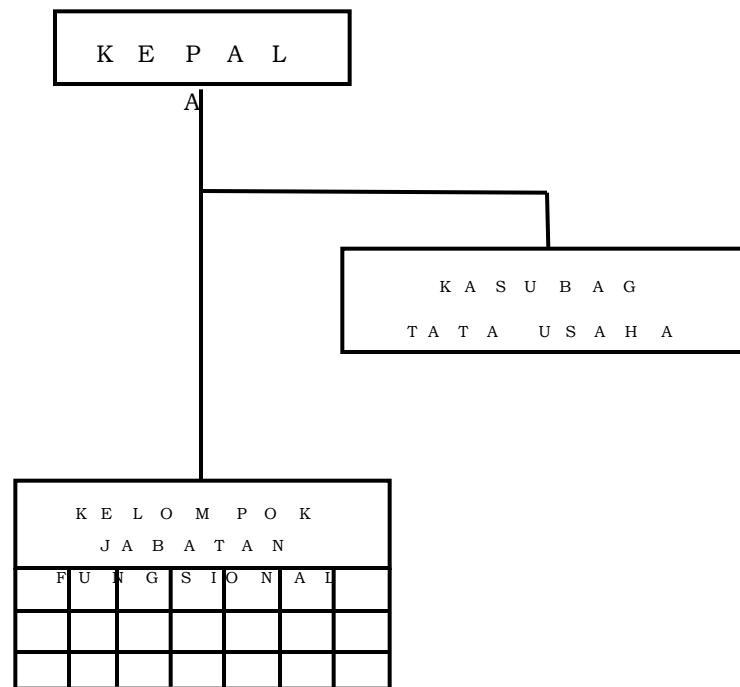 K E P A L
A
K A S U B A G
T A T A U S A H A
K E L O M P O K
J A B A T A N
F U N G S I O N A L